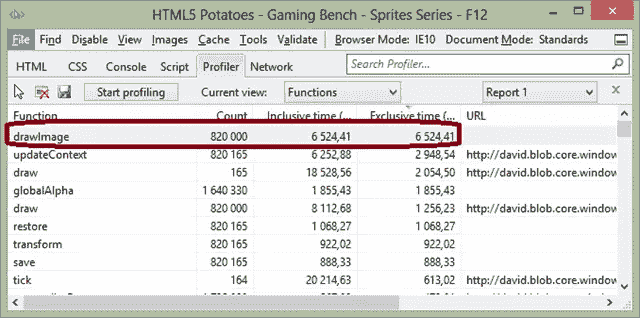 HTML5 Potatoes - Gaming Bench - Sprites Series - F12
File Find Disable View Images Cache Tools Validate Browser Mode: IE10 Document Mode: Standards
HTML CSS Console Script Profiler Network Search Profiler...
Start profiling Current view: Functions Report 1
Function Count Inclusive time (... Exclusive time (... URL
drawImage 820 000 6 524,41 6 524,41
updateContext 820 165 6 252,88 2 948,54 http://david.blob.core.window
draw 165 18 528,56 2 054,50 http://david.blob.core.window
globalAlpha 1 640 330 1 855,43 1 855,43
draw 820 000 8 112,68 1 256,23 http://david.blob.core.window
restore 820 165 1 068,27 1 068,27
transform 820 165 922,02 922,02
save 820 165 888,33 888,33
tick 164 20 214,63 613,02 http://david.blob.core.window